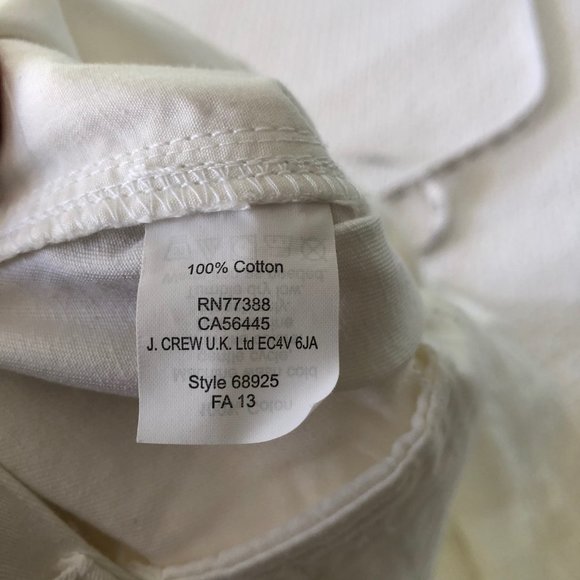 100% Cotton
RN77388
CA56445
J. CREW U.K. Ltd EC4V 6JA
Style 68925
FA 13